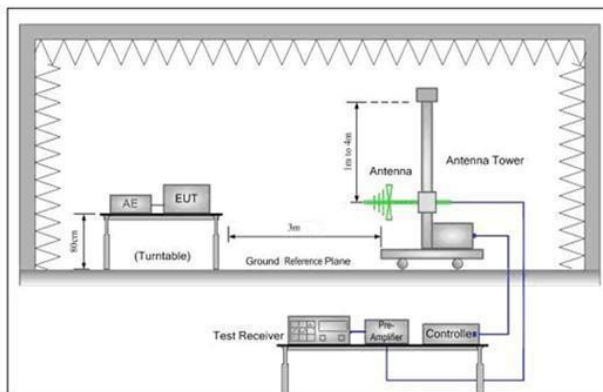 1m to 4m
Antenna
Antenna Tower
AE
EUT
80cm
(Turntable)
3m
Ground Reference Plane
Test Receiver
Pre-
Amplifier
Controller